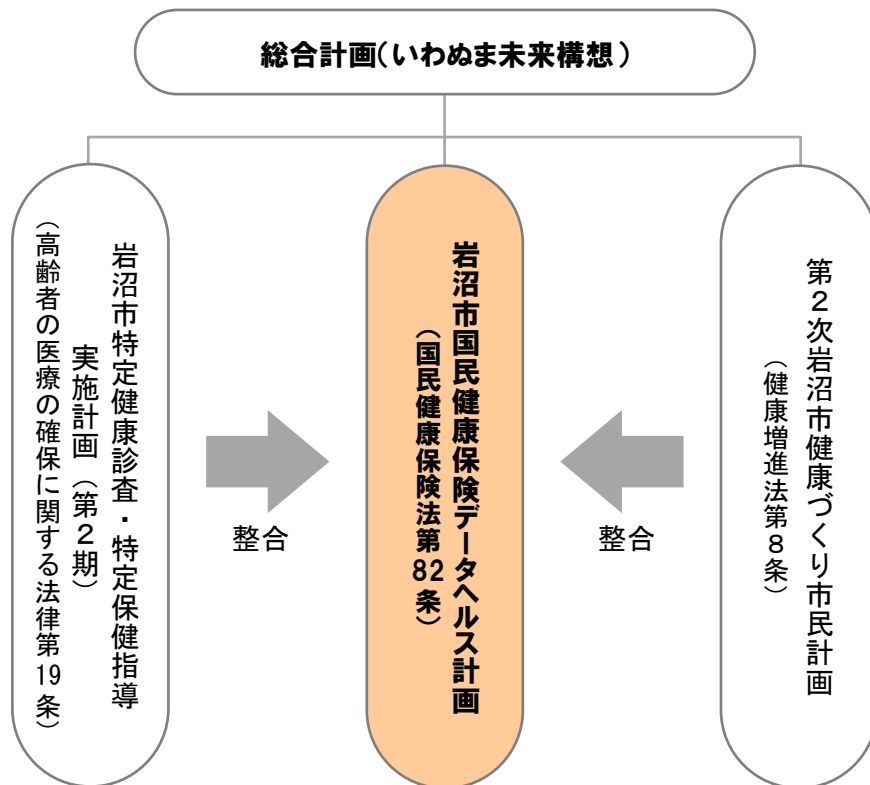 総合計画(いわぬま未来構想)
岩沼市特定健康診査・特定保健指導
実施計画(第2期)
(高齢者の医療の確保に関する法律第19条)
整合
岩沼市国民健康保険データヘルス計画
(国民健康保険法第82条)
整合
第2次岩沼市健康づくり市民計画
(健康増進法第8条)